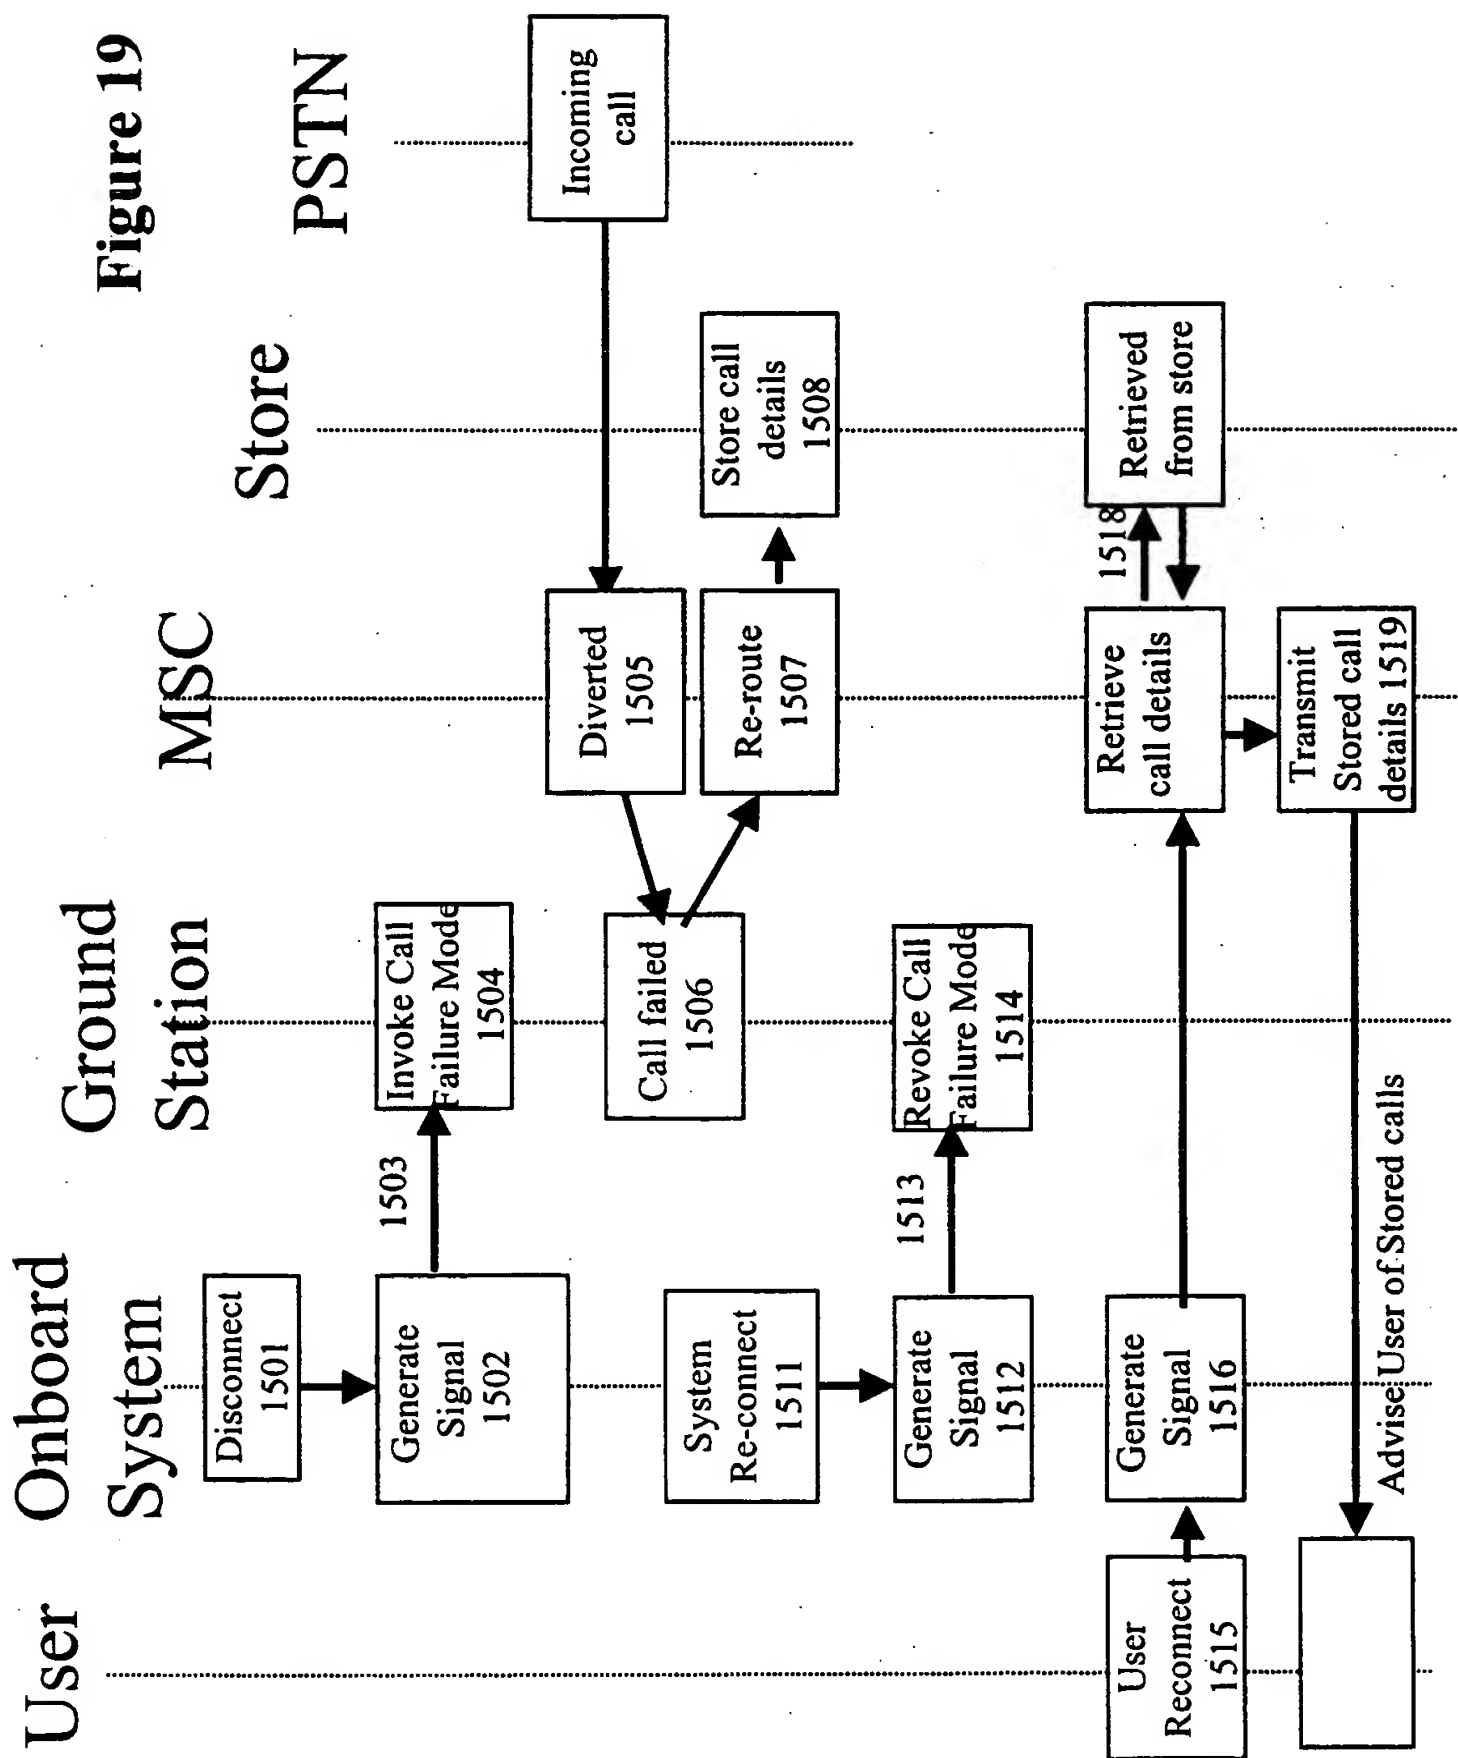 Figure 19
User
Onboard
System
Ground
Station
MSC
Store
PSTN
Disconnect
1501
Generate
Signal
1502
1503
Invoke Call
Failure Mode
1504
Incoming
call
Diverted
1505
Call failed
1506
Re-route
1507
Store call
details
1508
System
Re-connect
1511
Generate
Signal
1512
1513
Revoke Call
Failure Mode
1514
User
Reconnect
1515
Generate
Signal
1516
Retrieve
call details
1518
Retrieved
from store
Transmit
Stored call
details 1519
Advise User of Stored calls